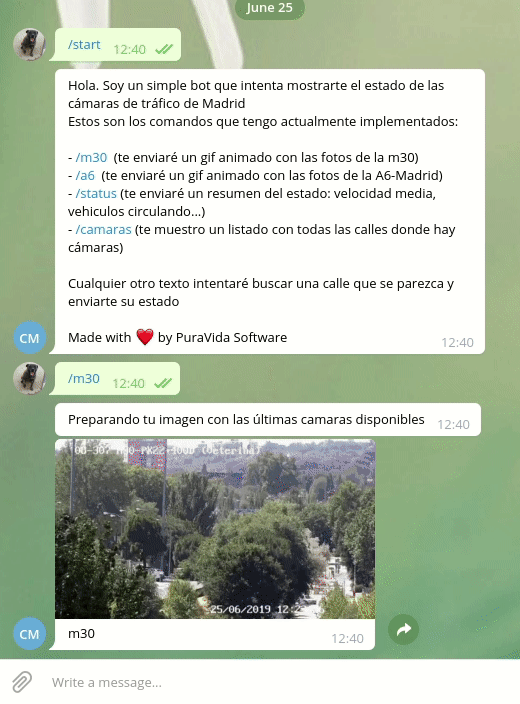 June 25
/start 12:40
Hola. Soy un simple bot que intenta mostrarte el estado de las
cámaras de tráfico de Madrid
Estos son los comandos que tengo actualmente implementados:
- /m30 (te enviaré un gif animado con las fotos de la m30)
- /a6 (te enviaré un gif animado con las fotos de la A6-Madrid)
- /status (te enviaré un resumen del estado: velocidad media,
vehiculos circulando...)
- /camaras (te muestro un listado con todas las calles donde hay
cámaras)
Cualquier otro texto intentaré buscar una calle que se parezca y
enviarte su estado
Made with ❤️ by PuraVida Software
CM 12:40
/m30 12:40
Preparando tu imagen con las últimas camaras disponibles 12:40
25/06/2019
CM m30 12:40
Write a message...